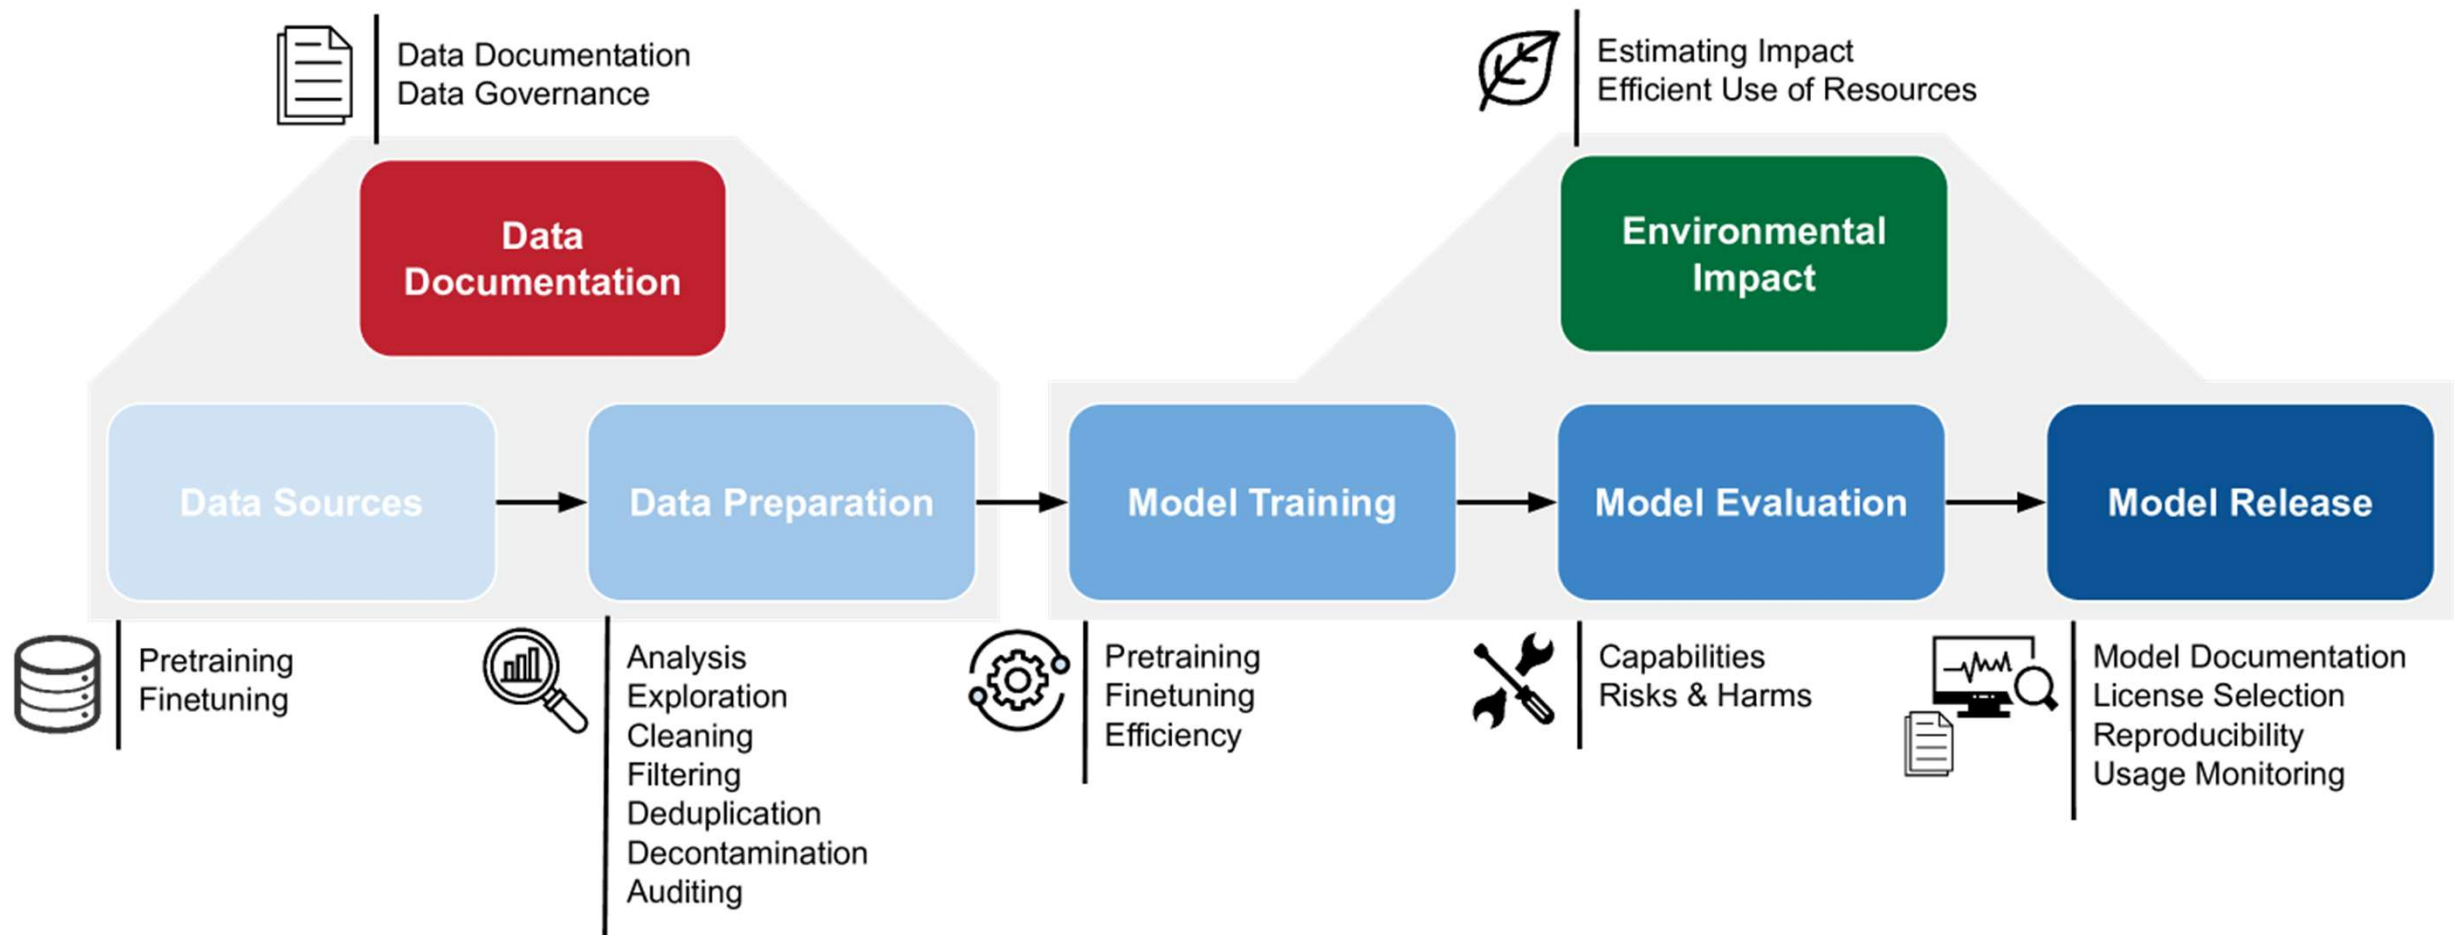 Data Documentation
Data Governance
Estimating Impact
Efficient Use of Resources
Data
Documentation
Environmental
Impact
Data Sources
Data Preparation
Model Training
Model Evaluation
Model Release
Pretraining
Finetuning
Analysis
Exploration
Cleaning
Filtering
Deduplication
Decontamination
Auditing
Pretraining
Finetuning
Efficiency
Capabilities
Risks & Harms
Model Documentation
License Selection
Reproducibility
Usage Monitoring